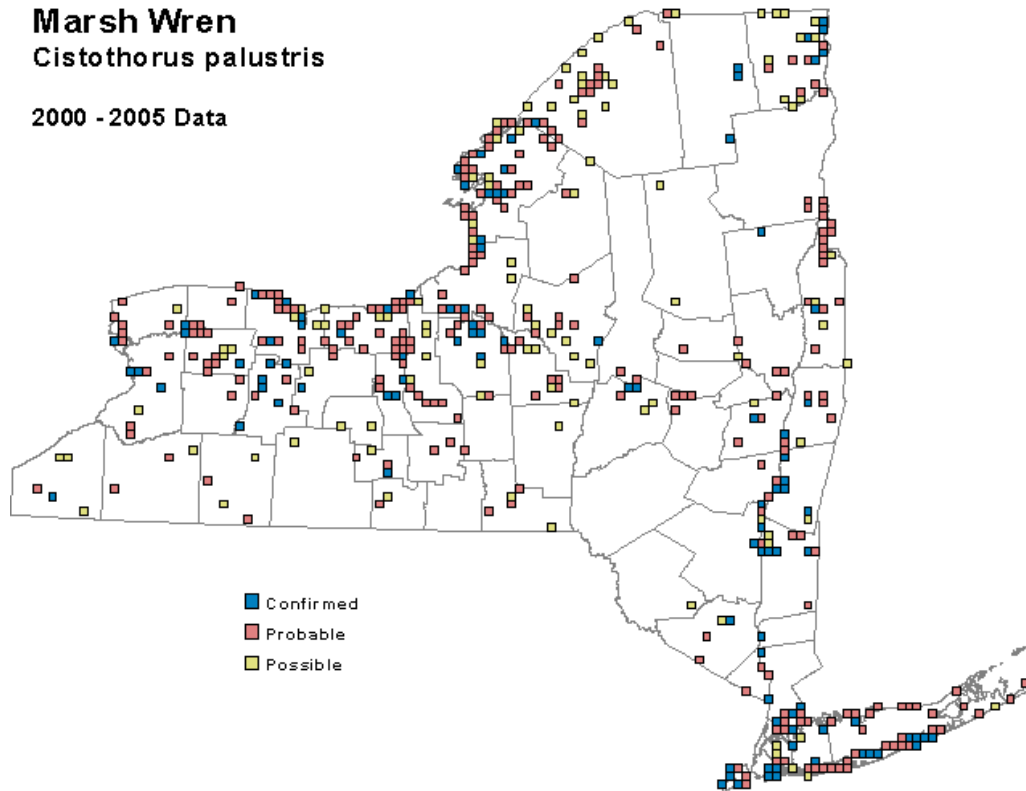 Marsh Wren
Cistothorus palustris
2000 - 2005 Data
Confirmed
Probable
Possible